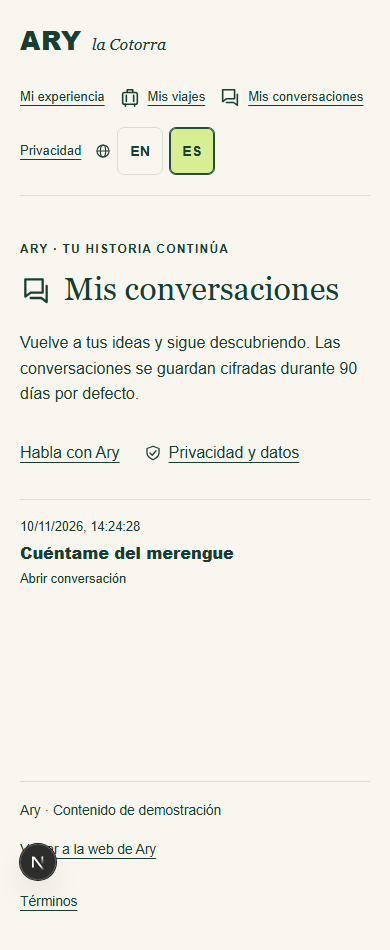 ARY la Cotorra
Mi experiencia Mis viajes Mis conversaciones
Privacidad EN ES
ARY · TU HISTORIA CONTINÚA
Mis conversaciones
Vuelve a tus ideas y sigue descubriendo. Las
conversaciones se guardan cifradas durante 90
días por defecto.
Habla con Ary Privacidad y datos
10/11/2026, 14:24:28
Cuéntame del merengue
Abrir conversación
Ary · Contenido de demostración
N
a la web de Ary
Términos